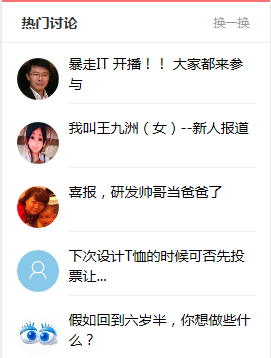 热门讨论 换一换
暴走IT 开播！！ 大家都来参
与
我叫王九洲（女）--新人报道
喜报，研发帅哥当爸爸了
下次设计T恤的时候可否先投
票让...
假如回到六岁半，你想做些什
么？